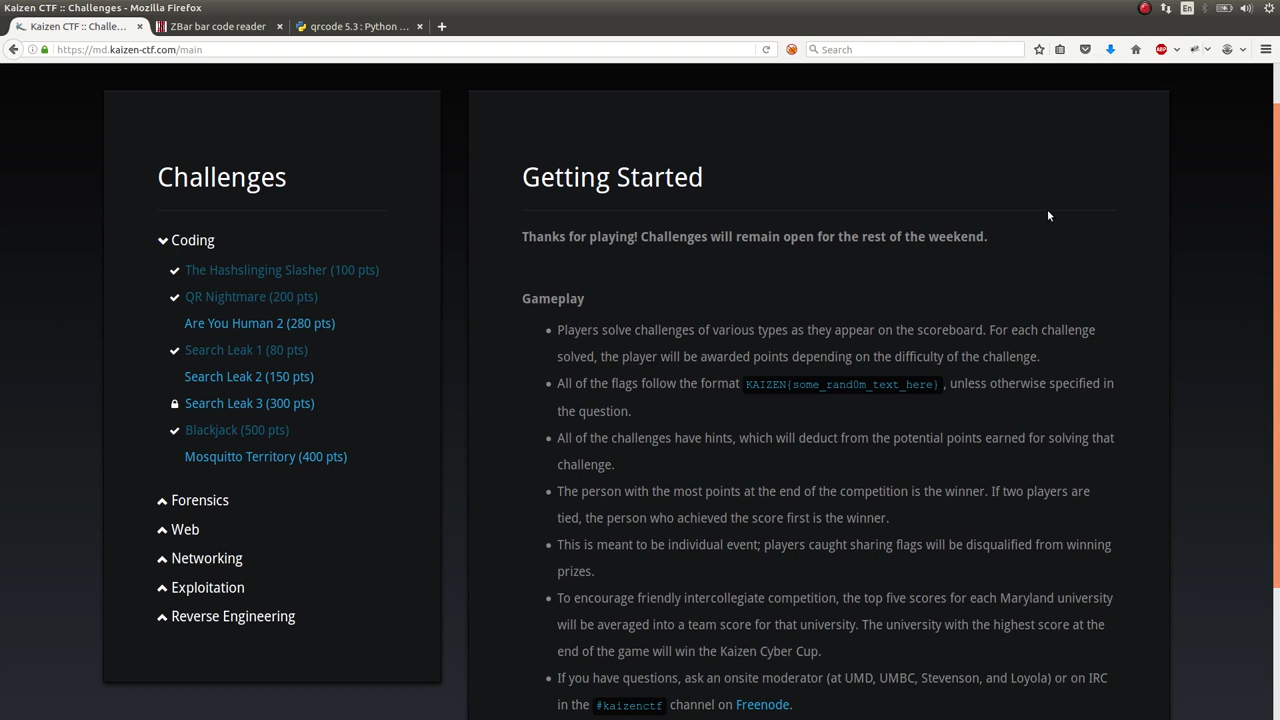 Kaizen CTF :: Challenges - Mozilla Firefox
En
Kaizen CTF :: Challe... ×
ZBar bar code reader ×
qrcode 5.3 : Python ... ×
https://md.kaizen-ctf.com/main
Search
ABP
Challenges
Coding
The Hashslinging Slasher (100 pts)
QR Nightmare (200 pts)
Are You Human 2 (280 pts)
Search Leak 1 (80 pts)
Search Leak 2 (150 pts)
Search Leak 3 (300 pts)
Blackjack (500 pts)
Mosquitto Territory (400 pts)
Forensics
Web
Networking
Exploitation
Reverse Engineering
Getting Started
Thanks for playing! Challenges will remain open for the rest of the weekend.
Gameplay
• Players solve challenges of various types as they appear on the scoreboard. For each challenge
solved, the player will be awarded points depending on the difficulty of the challenge.
• All of the flags follow the format KAIZEN{some_rand0m_text_here} , unless otherwise specified in
the question.
• All of the challenges have hints, which will deduct from the potential points earned for solving that
challenge.
• The person with the most points at the end of the competition is the winner. If two players are
tied, the person who achieved the score first is the winner.
• This is meant to be individual event; players caught sharing flags will be disqualified from winning
prizes.
• To encourage friendly intercollegiate competition, the top five scores for each Maryland university
will be averaged into a team score for that university. The university with the highest score at the
end of the game will win the Kaizen Cyber Cup.
• If you have questions, ask an onsite moderator (at UMD, UMBC, Stevenson, and Loyola) or on IRC
in the #kaizenctf channel on Freenode.